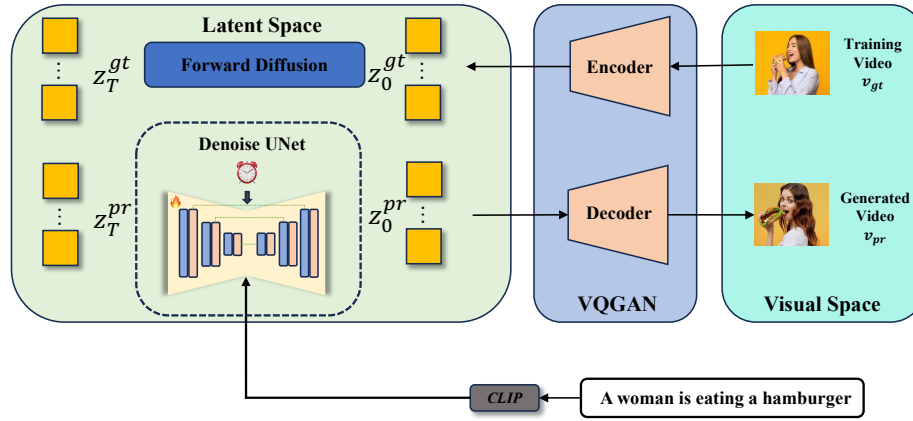 Latent Space
Forward Diffusion
Z_T^{gt}
Z_0^{gt}
Encoder
Training
Video
v_{gt}
Denoise UNet
Z_T^{pr}
Z_0^{pr}
Decoder
Generated
Video
v_{pr}
VQGAN
Visual Space
CLIP
A woman is eating a hamburger